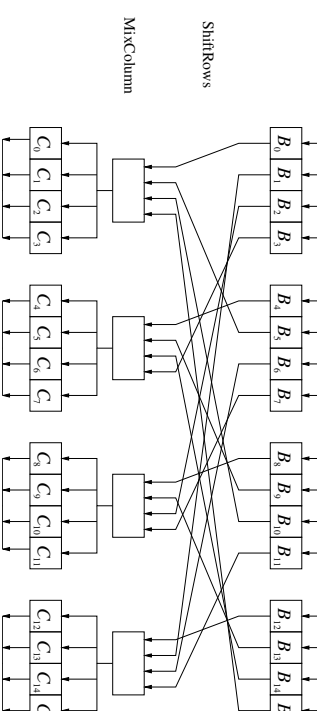 B₀ B₁ B₂ B₃ B₄ B₅ B₆ B₇ B₈ B₉ B₁₀ B₁₁ B₁₂ B₁₃ B₁₄
ShiftRows
MixColumn
C₀ C₁ C₂ C₃ C₄ C₅ C₆ C₇ C₈ C₉ C₁₀ C₁₁ C₁₂ C₁₃ C₁₄